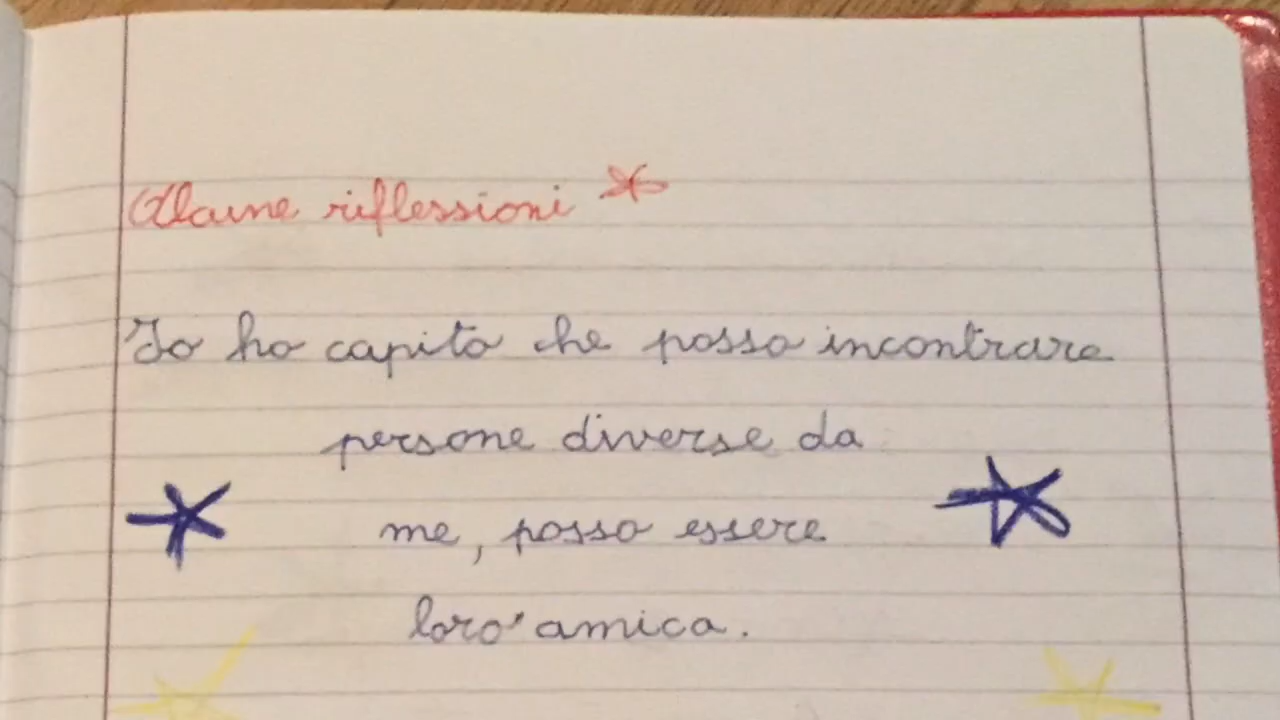 Alcune riflessioni
Io ho capito che posso incontrare
persone diverse da
me, posso essere
loro amica.